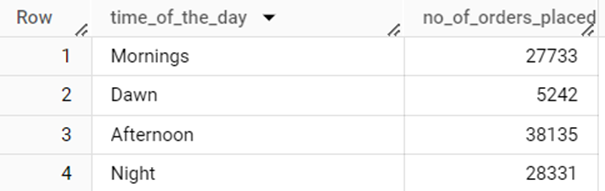 Row time_of_the_day no_of_orders_placed
1 Mornings 27733
2 Dawn 5242
3 Afternoon 38135
4 Night 28331